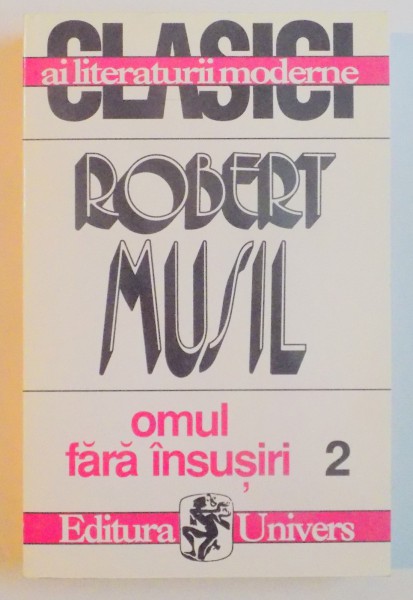 CLASICI
ai literaturii moderne
ROBERT
MUSIL
omul
fără însușiri 2
Editura Univers